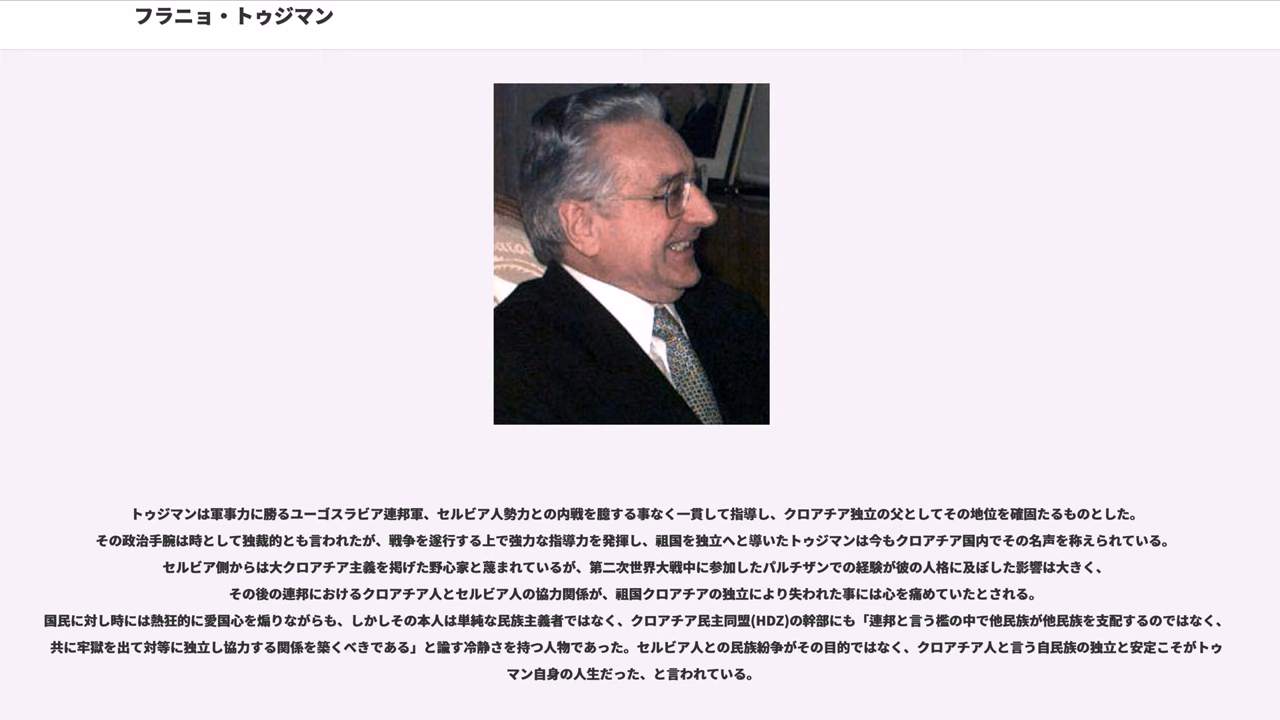 フラニョ・トゥジマン
トゥジマンは軍事力に勝るユーゴスラビア連邦軍、セルビア人勢力との内戦を臆する事なく一貫して指導し、クロアチア独立の父としてその地位を確固たるものとした。
その政治手腕は時として独裁的とも言われたが、戦争を遂行する上で強力な指導力を発揮し、祖国を独立へと導いたトゥジマンは今もクロアチア国内でその名声を称えられている。
セルビア側からは大クロアチア主義を掲げた野心家と蔑まれているが、第二次世界大戦中に参加したパルチザンでの経験が彼の人格に及ぼした影響は大きく、
その後の連邦におけるクロアチア人とセルビア人の協力関係が、祖国クロアチアの独立により失われた事には心を痛めていたとされる。
国民に対し時には熱狂的に愛国心を煽りながらも、しかしその本人は単純な民族主義者ではなく、クロアチア民主同盟(HDZ)の幹部にも「連邦と言う檻の中で他民族が他民族を支配するのではなく、
共に牢獄を出て対等に独立し協力する関係を築くべきである」と諭す冷静さを持つ人物であった。セルビア人との民族紛争がその目的ではなく、クロアチア人と言う自民族の独立と安定こそがトゥ
マン自身の人生だった、と言われている。